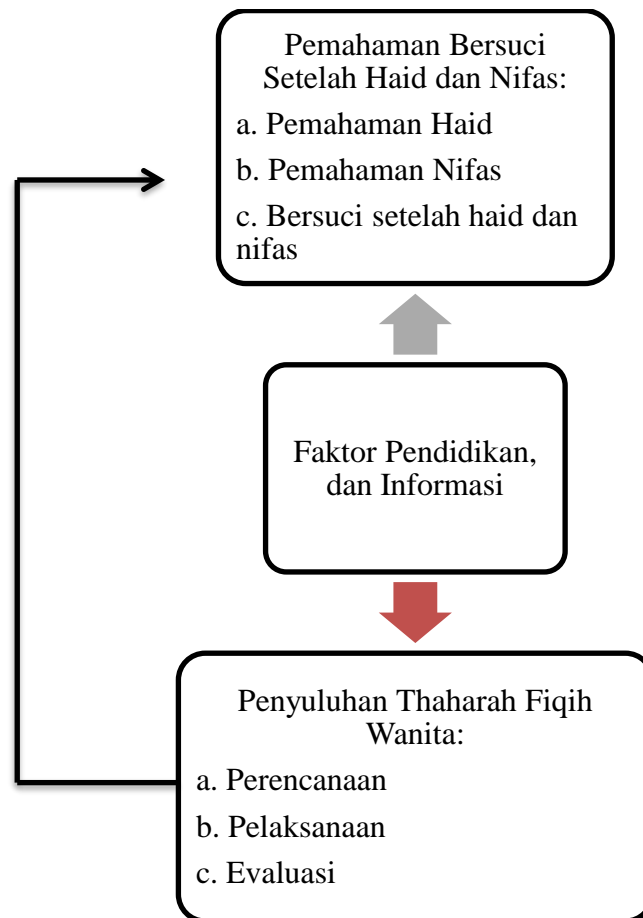 Pemahaman Bersuci
Setelah Haid dan Nifas:
a. Pemahaman Haid
b. Pemahaman Nifas
c. Bersuci setelah haid dan
nifas
Faktor Pendidikan,
dan Informasi
Penyuluhan Thaharah Fiqih
Wanita:
a. Perencanaan
b. Pelaksanaan
c. Evaluasi